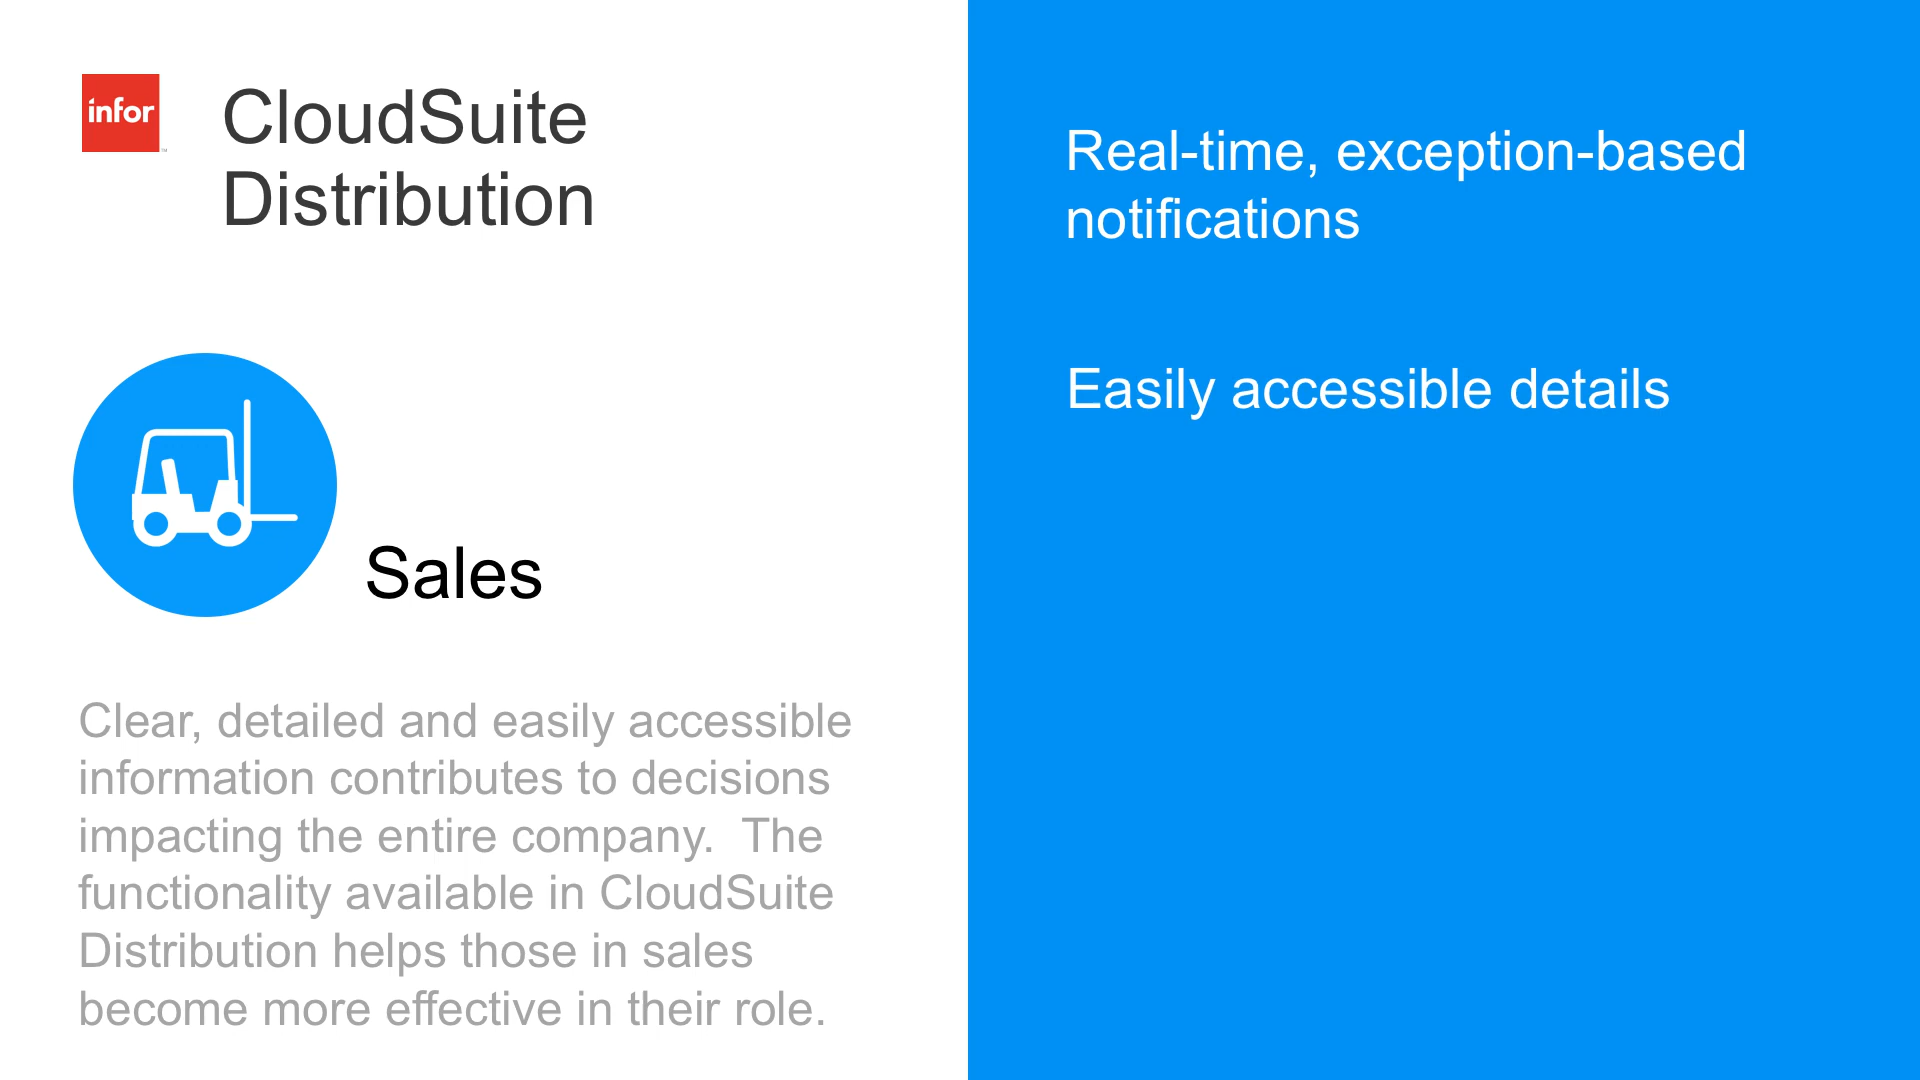 infor
CloudSuite
Distribution
Sales
Clear, detailed and easily accessible
information contributes to decisions
impacting the entire company.  The
functionality available in CloudSuite
Distribution helps those in sales
become more effective in their role.
Real-time, exception-based
notifications
Easily accessible details